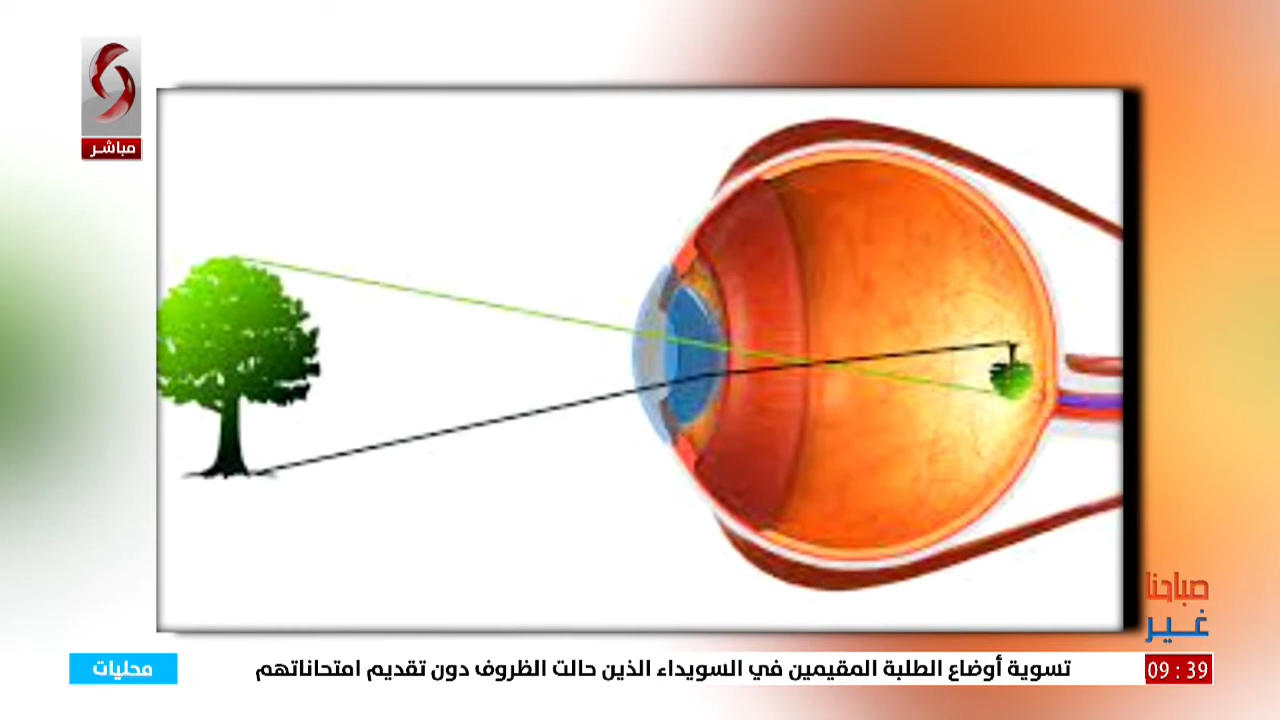 مباشر
صباحنا
غير
محليات
تسوية أوضاع الطلبة المقيمين في السويداء الذين حالت الظروف دون تقديم امتحاناتهم
09 : 39